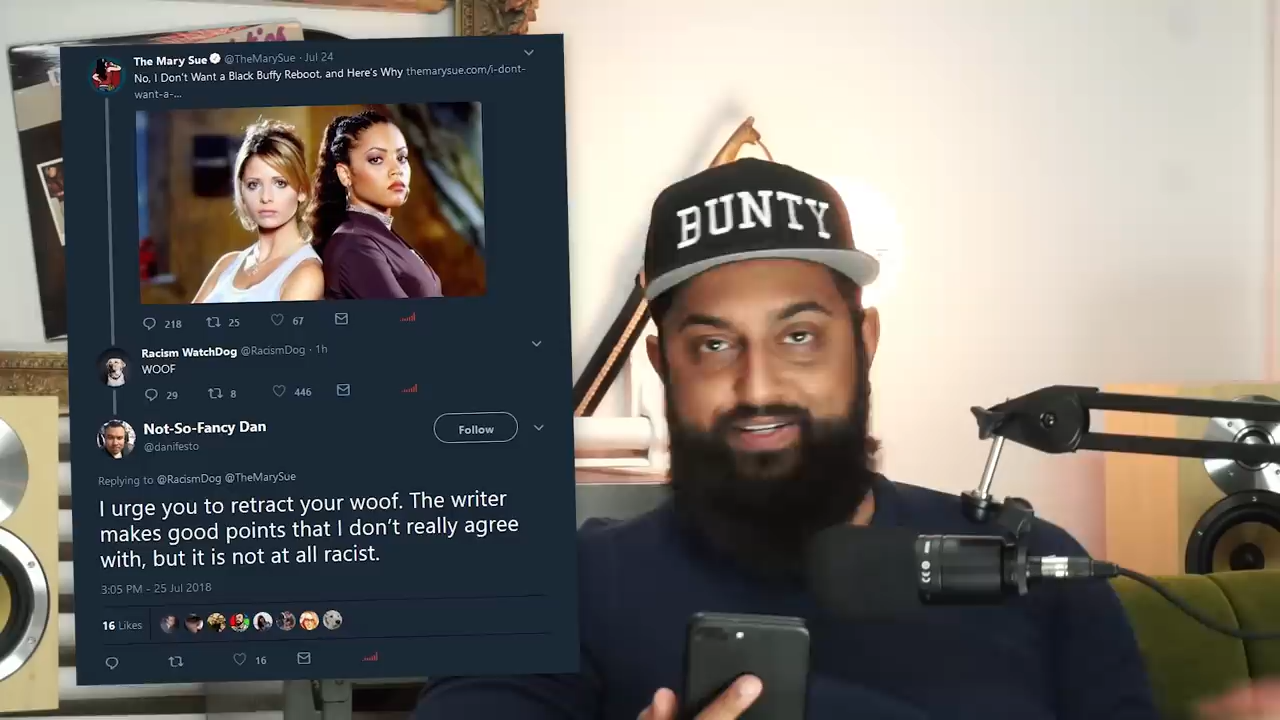 The Mary Sue @TheMarySue · Jul 24
No, I Don't Want a Black Buffy Reboot, and Here's Why themarysue.com/i-dont-
want-a-...
218 25 67
Racism WatchDog @RacismDog · 1h
WOOF
29 8 446
Not-So-Fancy Dan
@danifesto
Follow
Replying to @RacismDog @TheMarySue
I urge you to retract your woof. The writer
makes good points that I don't really agree
with, but it is not at all racist.
3:05 PM - 25 Jul 2018
16 Likes
16
BUNTY
CE